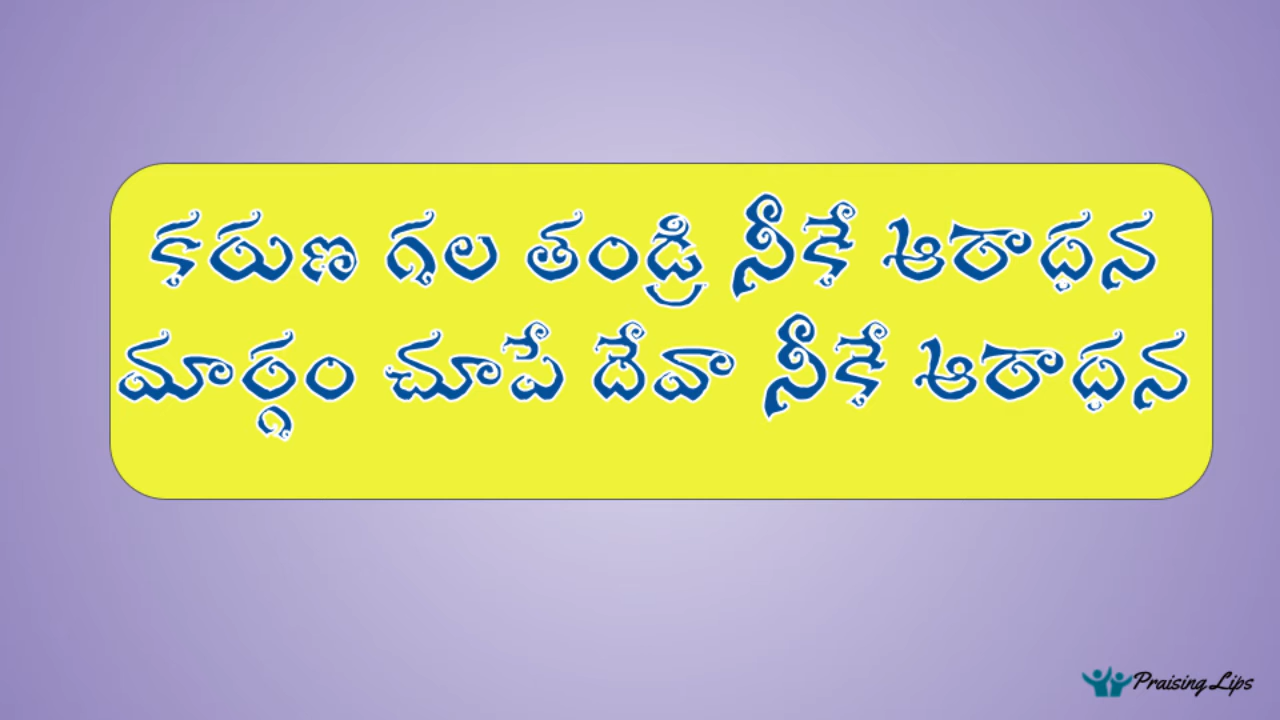 కరుణ గల తండ్రి నీకే ఆరాధన
మార్గం చూపే దేవా నీకే ఆరాధన
Praising Lips